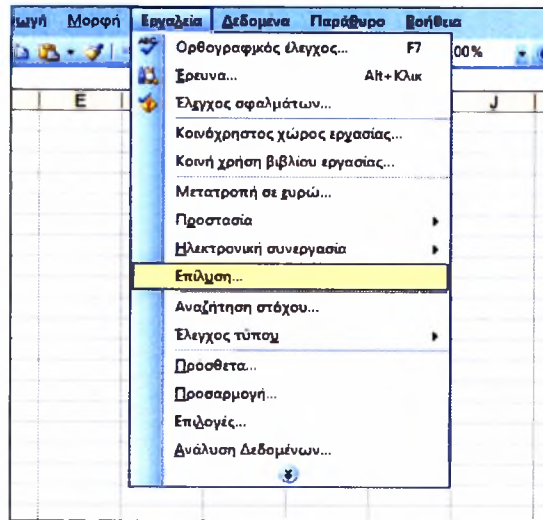 ιωγή Μορφή Εργαλεία Δεδομενα Παράθυρο Βοήθεια
Ορθογραφικός έλεγχος... F7
00%
Έρευνα... Alt+Κλικ
E J
Έλεγχος σφαλμάτων...
Κοινόχρηστος χώρος εργασίας...
Κοινή χρήση βιβλίου εργασίας...
Μετατροπή σε ευρώ...
Προστασία
Ηλεκτρονική συνεργασία
Επίλυση...
Αναζήτηση στόχου...
Έλεγχος τύπου
Πρόσθετα...
Προσαρμογή...
Επιλογές...
Ανάλυση Δεδομένων...